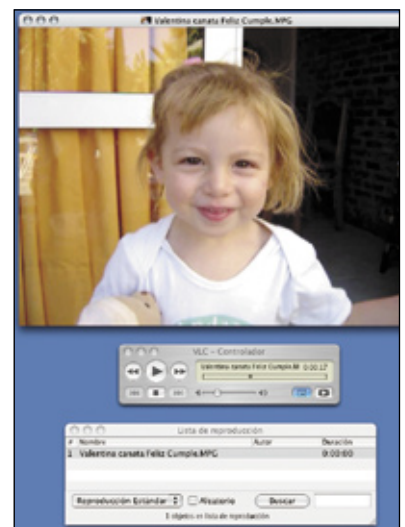 Valentina canata Feliz Cumple.MPG
VLC – Controlador
Valentina canata Feliz Cumple.M 0:00:17
Lista de reproducción
# Nombre Autor Duración
1 Valentina canata Feliz Cumple.MPG 0:00:00
Reproducción Estándar Aleatorio Buscar
1 objetos en lista de reproducción